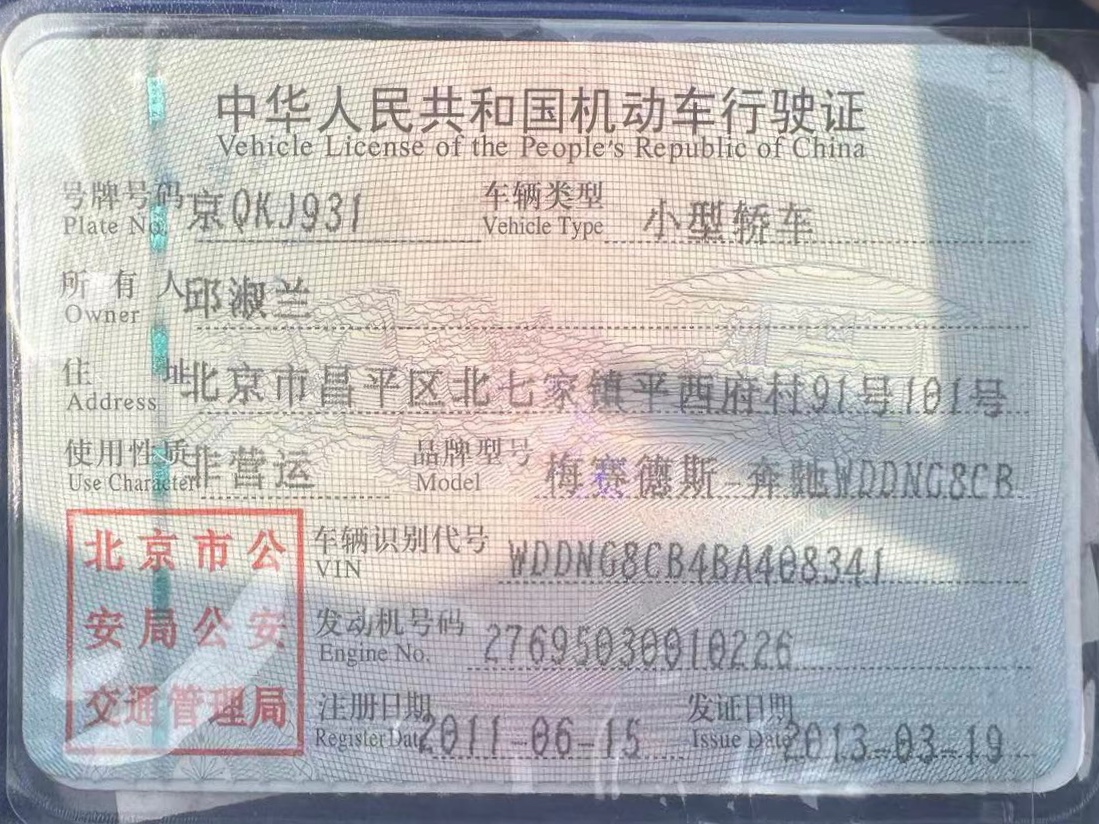 中华人民共和国机动车行驶证
Vehicle License of the People's Republic of China
号牌号码 京QKJ931 车辆类型 小型轿车
Plate No. Vehicle Type
所有人 邱淑兰
Owner
住址 北京市昌平区北七家镇平西府村91号101号
Address
使用性质 非营运 品牌型号 梅赛德斯-奔驰WDDNG8CB
Use Character Model
北京市公
安局公安
交通管理局
车辆识别代号 WDDNG8CB4BA408341
VIN
发动机号码 27695030010226
Engine No.
注册日期 2011-06-15 发证日期 2013-03-19
Register Date Issue Date